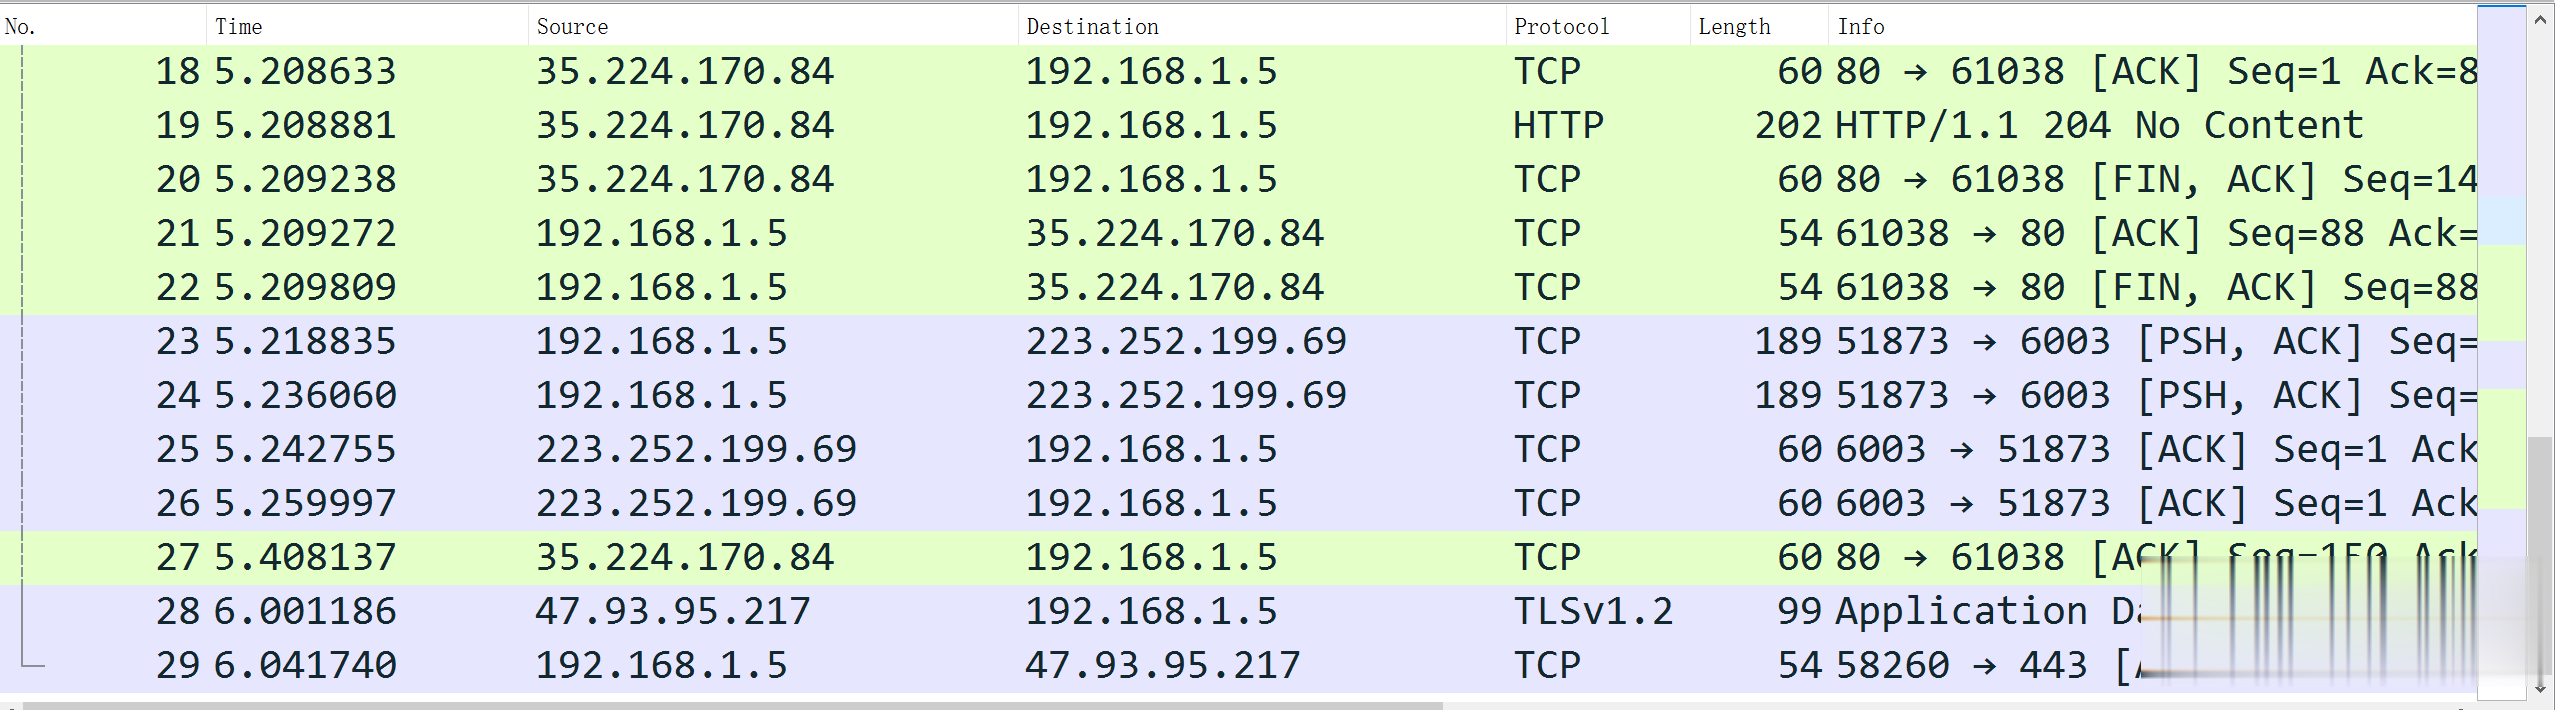 No. Time Source Destination Protocol Length Info
18 5.208633 35.224.170.84 192.168.1.5 TCP 60 80 → 61038 [ACK] Seq=1 Ack=8
19 5.208881 35.224.170.84 192.168.1.5 HTTP 202 HTTP/1.1 204 No Content
20 5.209238 35.224.170.84 192.168.1.5 TCP 60 80 → 61038 [FIN, ACK] Seq=14
21 5.209272 192.168.1.5 35.224.170.84 TCP 54 61038 → 80 [ACK] Seq=88 Ack=
22 5.209809 192.168.1.5 35.224.170.84 TCP 54 61038 → 80 [FIN, ACK] Seq=88
23 5.218835 192.168.1.5 223.252.199.69 TCP 189 51873 → 6003 [PSH, ACK] Seq=
24 5.236060 192.168.1.5 223.252.199.69 TCP 189 51873 → 6003 [PSH, ACK] Seq=
25 5.242755 223.252.199.69 192.168.1.5 TCP 60 6003 → 51873 [ACK] Seq=1 Ack
26 5.259997 223.252.199.69 192.168.1.5 TCP 60 6003 → 51873 [ACK] Seq=1 Ack
27 5.408137 35.224.170.84 192.168.1.5 TCP 60 80 → 61038 [ACK] Seq=150 Ack
28 6.001186 47.93.95.217 192.168.1.5 TLSv1.2 99 Application
29 6.041740 192.168.1.5 47.93.95.217 TCP 54 58260 → 443